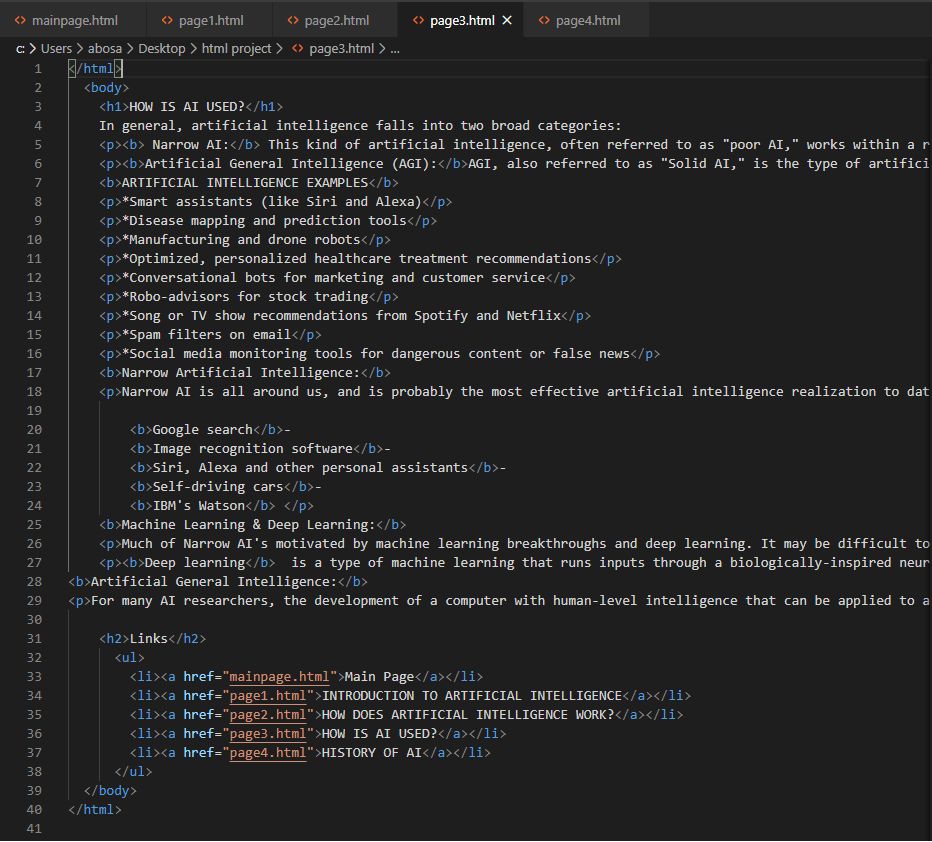 mainpage.html page1.html page2.html page3.html × page4.html
c: > Users > abosa > Desktop > html project > page3.html > ...
1 </html>
2 <body>
3 <h1>HOW IS AI USED?</h1>
4 In general, artificial intelligence falls into two broad categories:
5 <p><b> Narrow AI:</b> This kind of artificial intelligence, often referred to as "poor AI," works within a r
6 <p><b>Artificial General Intelligence (AGI):</b>AGI, also referred to as "Solid AI," is the type of artifici
7 <b>ARTIFICIAL INTELLIGENCE EXAMPLES</b>
8 <p>*Smart assistants (like Siri and Alexa)</p>
9 <p>*Disease mapping and prediction tools</p>
10 <p>*Manufacturing and drone robots</p>
11 <p>*Optimized, personalized healthcare treatment recommendations</p>
12 <p>*Conversational bots for marketing and customer service</p>
13 <p>*Robo-advisors for stock trading</p>
14 <p>*Song or TV show recommendations from Spotify and Netflix</p>
15 <p>*Spam filters on email</p>
16 <p>*Social media monitoring tools for dangerous content or false news</p>
17 <b>Narrow Artificial Intelligence:</b>
18 <p>Narrow AI is all around us, and is probably the most effective artificial intelligence realization to dat
19
20 <b>Google search</b>-
21 <b>Image recognition software</b>-
22 <b>Siri, Alexa and other personal assistants</b>-
23 <b>Self-driving cars</b>-
24 <b>IBM's Watson</b> </p>
25 <b>Machine Learning & Deep Learning:</b>
26 <p>Much of Narrow AI's motivated by machine learning breakthroughs and deep learning. It may be difficult to
27 <p><b>Deep learning</b>  is a type of machine learning that runs inputs through a biologically-inspired neur
28 <b>Artificial General Intelligence:</b>
29 <p>For many AI researchers, the development of a computer with human-level intelligence that can be applied to a
30
31 <h2>Links</h2>
32 <ul>
33 <li><a href="mainpage.html">Main Page</a></li>
34 <li><a href="page1.html">INTRODUCTION TO ARTIFICIAL INTELLIGENCE</a></li>
35 <li><a href="page2.html">HOW DOES ARTIFICIAL INTELLIGENCE WORK?</a></li>
36 <li><a href="page3.html">HOW IS AI USED?</a></li>
37 <li><a href="page4.html">HISTORY OF AI</a></li>
38 </ul>
39 </body>
40 </html>
41